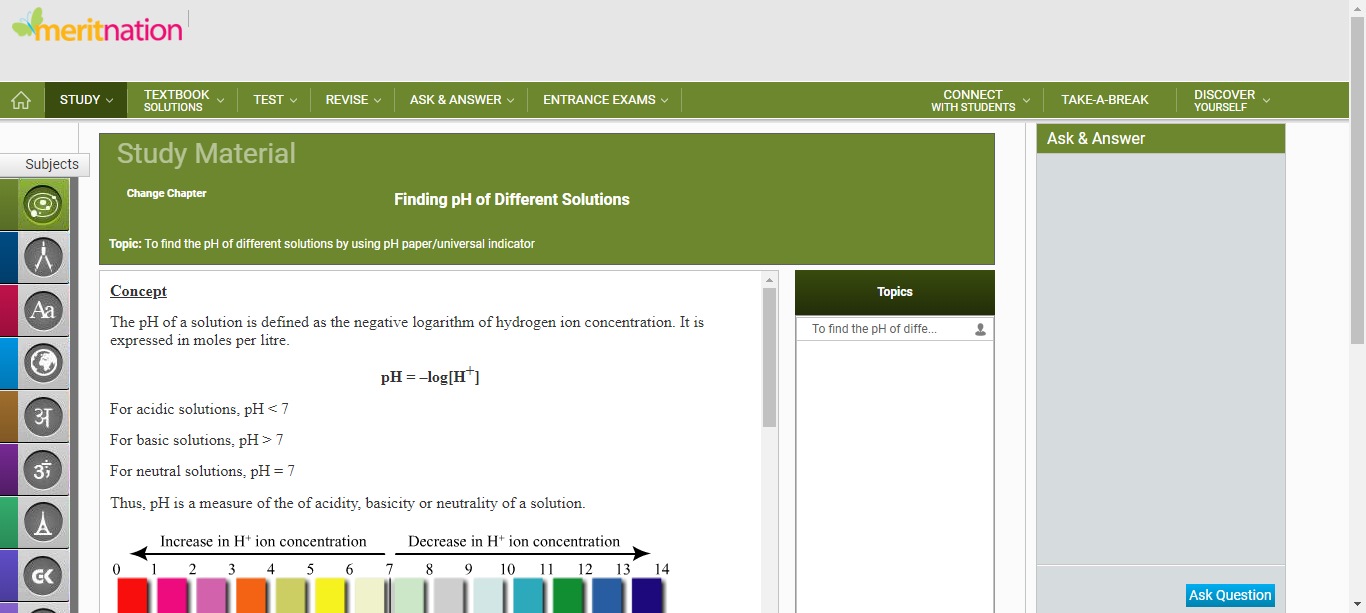 meritnation
STUDY
TEXTBOOK
SOLUTIONS
TEST
REVISE
ASK & ANSWER
ENTRANCE EXAMS
CONNECT
WITH STUDENTS
TAKE-A-BREAK
DISCOVER
YOURSELF
Subjects
Aa
अ
ॐ
GK
Study Material
Change Chapter
Finding pH of Different Solutions
Topic: To find the pH of different solutions by using pH paper/universal indicator
Concept
The pH of a solution is defined as the negative logarithm of hydrogen ion concentration. It is
expressed in moles per litre.
pH = –log[H⁺]
For acidic solutions, pH < 7
For basic solutions, pH > 7
For neutral solutions, pH = 7
Thus, pH is a measure of the of acidity, basicity or neutrality of a solution.
Increase in H⁺ ion concentration Decrease in H⁺ ion concentration
0 1 2 3 4 5 6 7 8 9 10 11 12 13 14
Topics
To find the pH of diffe...
Ask & Answer
Ask Question